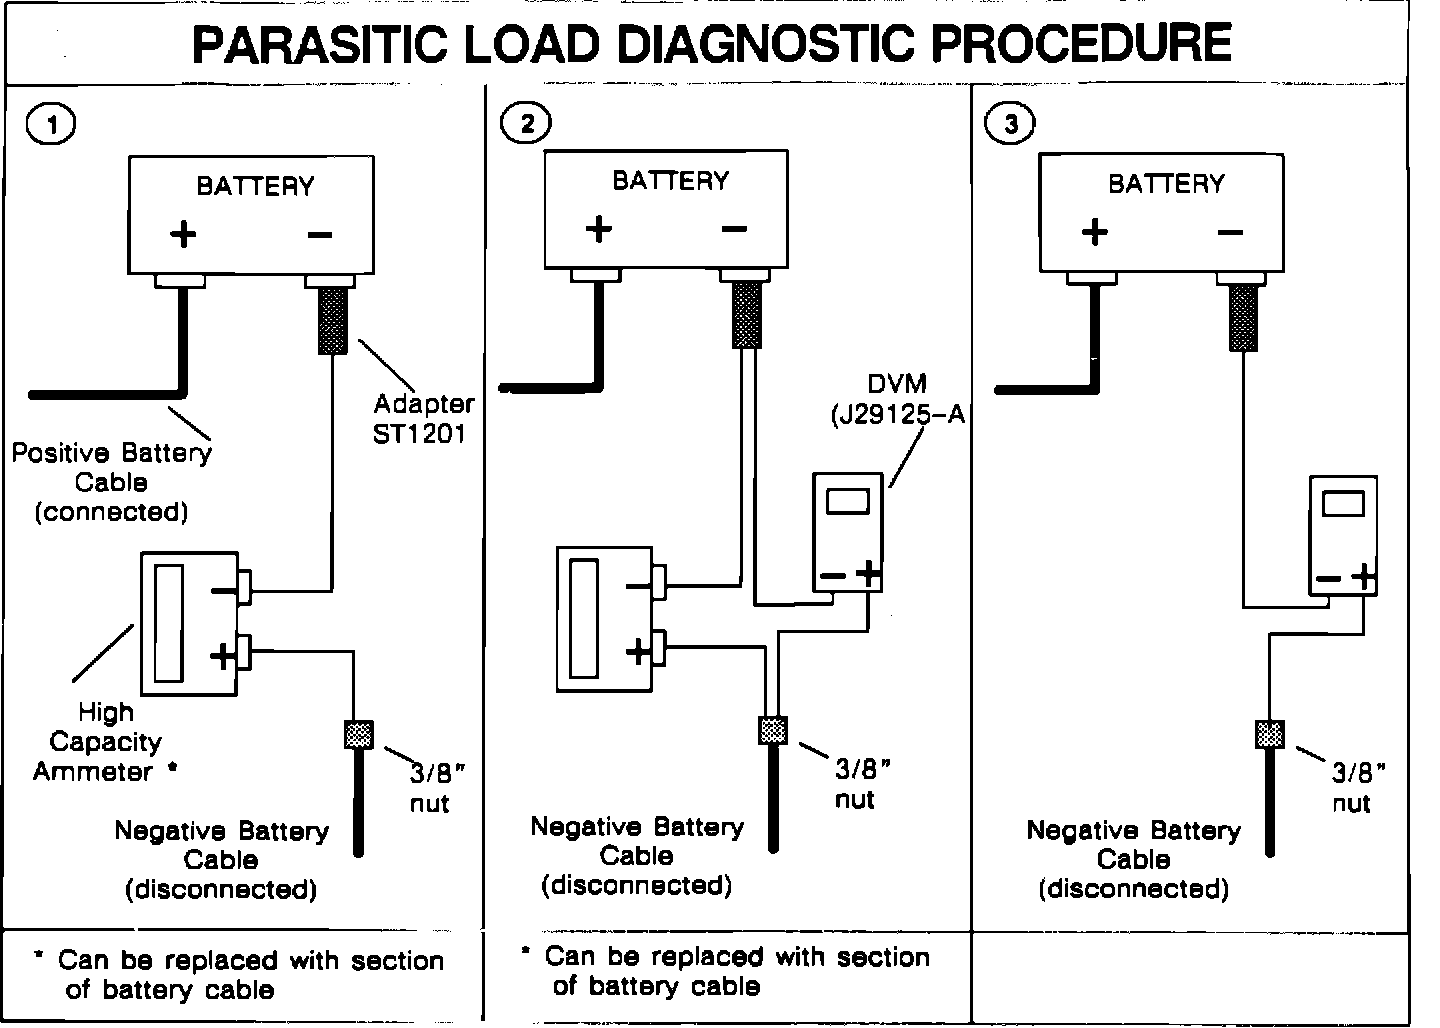 PARASITIC LOAD DIAGNOSTIC PROCEDURE
1
BATTERY
+ −
Adapter
ST1201
Positive Battery
Cable
(connected)
−
+
High
Capacity
Ammeter *
3/8"
nut
Negative Battery
Cable
(disconnected)
* Can be replaced with section
of battery cable
2
BATTERY
+ −
DVM
(J29125-A
− +
−
+
3/8"
nut
Negative Battery
Cable
(disconnected)
* Can be replaced with section
of battery cable
3
BATTERY
+ −
− +
3/8"
nut
Negative Battery
Cable
(disconnected)